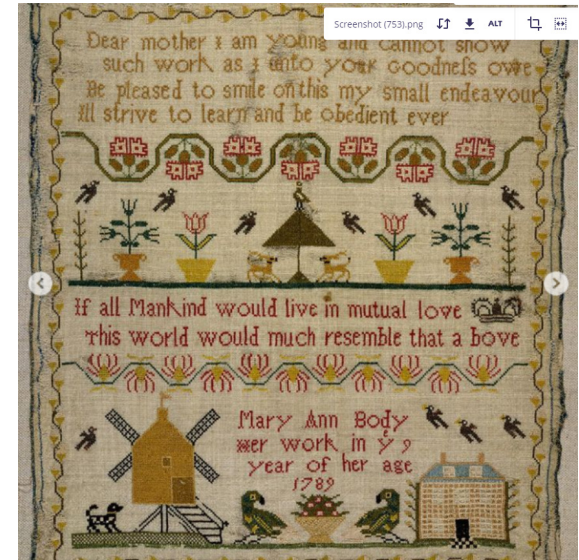 Screenshot (753).png
ALT
Dear mother I am young and cannot show
such work as I unto your Goodneſs owe
Be pleased to smile on this my small endeavour
Ill strive to learn and be obedient ever
If all Mankind would live in mutual love
This world would much resemble that a bove
Mary Ann Body
Her work in ye 9
year of her age
1789